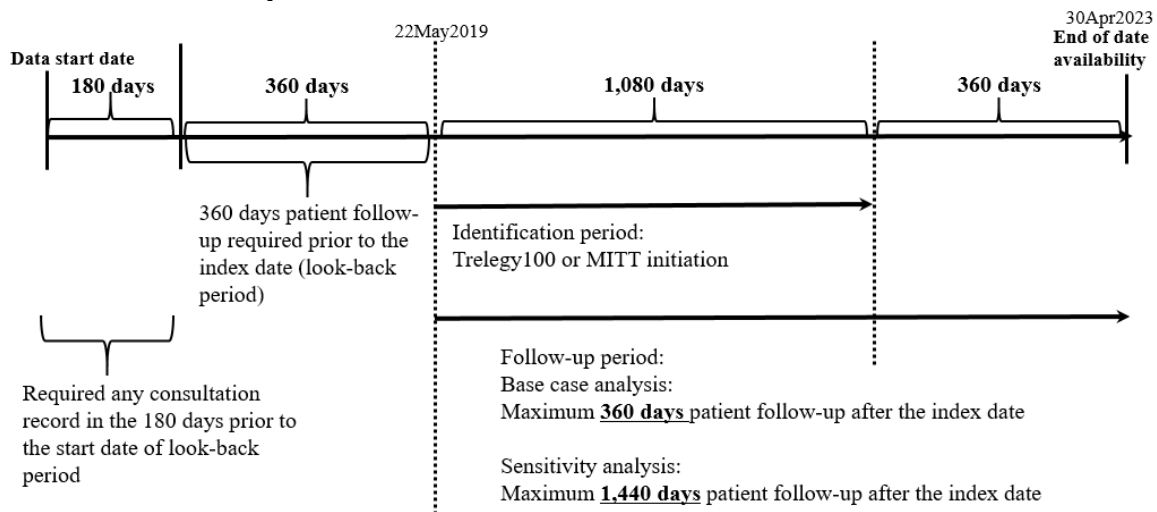 22May2019
30Apr2023
Data start date
End of date
availability
180 days
360 days
1,080 days
360 days
360 days patient follow-
up required prior to the
index date (look-back
period)
Identification period:
Trelegy100 or MITT initiation
Required any consultation
record in the 180 days prior to
the start date of look-back
period
Follow-up period:
Base case analysis:
Maximum 360 days patient follow-up after the index date
Sensitivity analysis:
Maximum 1,440 days patient follow-up after the index date